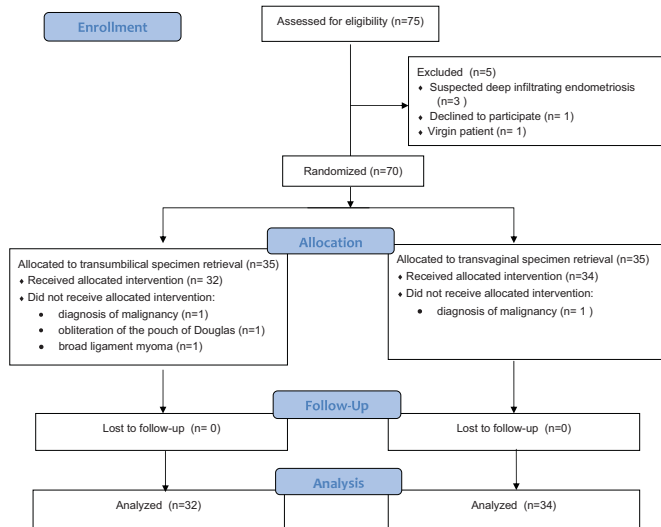 Enrollment
Assessed for eligibility (n=75)
Excluded (n=5)
♦ Suspected deep infiltrating endometriosis
(n=3 )
♦ Declined to participate (n= 1)
♦ Virgin patient (n= 1)
Randomized (n=70)
Allocation
Allocated to transumbilical specimen retrieval (n=35)
♦ Received allocated intervention (n= 32)
♦ Did not receive allocated intervention:
• diagnosis of malignancy (n=1)
• obliteration of the pouch of Douglas (n=1)
• broad ligament myoma (n=1)
Allocated to transvaginal specimen retrieval (n=35)
♦ Received allocated intervention (n=34)
♦ Did not receive allocated intervention:
• diagnosis of malignancy (n= 1 )
Follow-Up
Lost to follow-up (n= 0)
Lost to follow-up (n=0)
Analysis
Analyzed (n=32)
Analyzed (n=34)